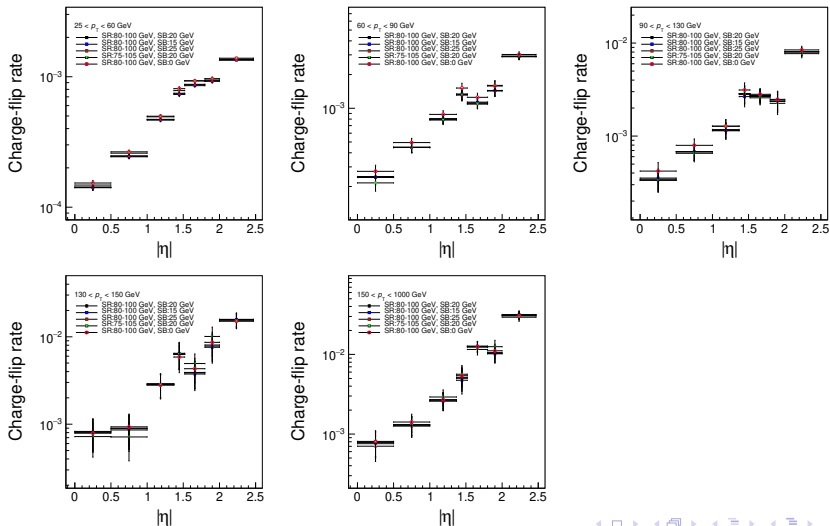 25 < p_T < 60 GeV
SR:80-100 GeV, SB:20 GeV
SR:80-100 GeV, SB:15 GeV
SR:80-100 GeV, SB:25 GeV
SR:75-105 GeV, SB:20 GeV
SR:80-100 GeV, SB:0 GeV
Charge-flip rate
10⁻³
10⁻⁴
0 0.5 1 1.5 2 2.5
|η|
60 < p_T < 90 GeV
SR:80-100 GeV, SB:20 GeV
SR:80-100 GeV, SB:15 GeV
SR:80-100 GeV, SB:25 GeV
SR:75-105 GeV, SB:20 GeV
SR:80-100 GeV, SB:0 GeV
Charge-flip rate
10⁻³
0 0.5 1 1.5 2 2.5
|η|
90 < p_T < 130 GeV
SR:80-100 GeV, SB:20 GeV
SR:80-100 GeV, SB:15 GeV
SR:80-100 GeV, SB:25 GeV
SR:75-105 GeV, SB:20 GeV
SR:80-100 GeV, SB:0 GeV
Charge-flip rate
10⁻²
10⁻³
0 0.5 1 1.5 2 2.5
|η|
130 < p_T < 150 GeV
SR:80-100 GeV, SB:20 GeV
SR:80-100 GeV, SB:15 GeV
SR:80-100 GeV, SB:25 GeV
SR:75-105 GeV, SB:20 GeV
SR:80-100 GeV, SB:0 GeV
Charge-flip rate
10⁻²
10⁻³
0 0.5 1 1.5 2 2.5
|η|
150 < p_T < 1000 GeV
SR:80-100 GeV, SB:20 GeV
SR:80-100 GeV, SB:15 GeV
SR:80-100 GeV, SB:25 GeV
SR:75-105 GeV, SB:20 GeV
SR:80-100 GeV, SB:0 GeV
Charge-flip rate
10⁻¹
10⁻²
10⁻³
0 0.5 1 1.5 2 2.5
|η|